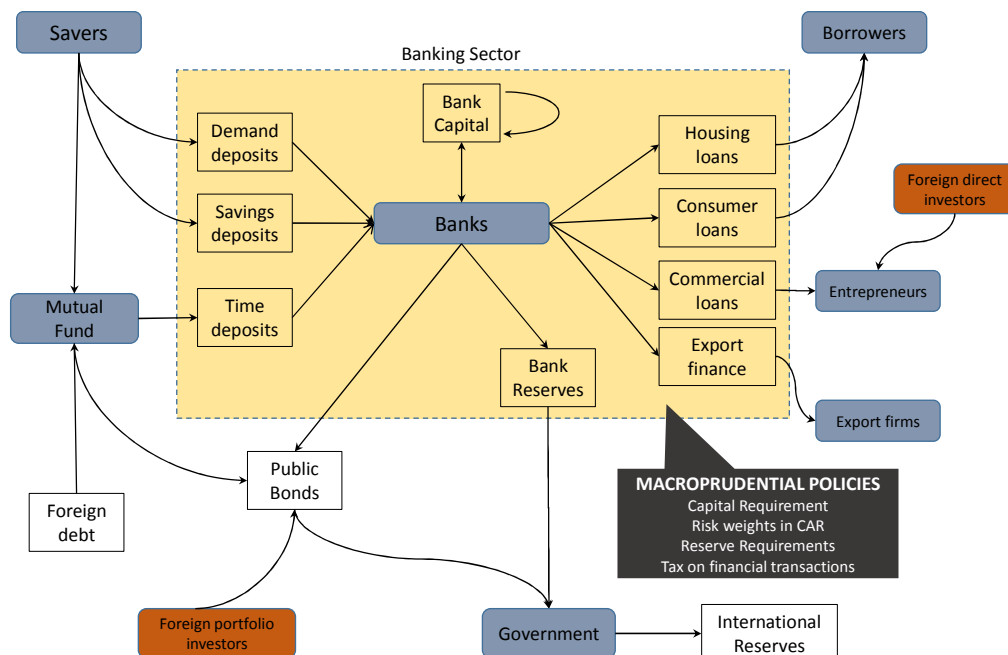 Savers
Borrowers
Banking Sector
Bank
Capital
Demand
deposits
Housing
loans
Foreign direct
investors
Savings
deposits
Banks
Consumer
loans
Mutual
Fund
Time
deposits
Commercial
loans
Entrepreneurs
Bank
Reserves
Export
finance
Export firms
Public
Bonds
Foreign
debt
MACROPRUDENTIAL POLICIES
Capital Requirement
Risk weights in CAR
Reserve Requirements
Tax on financial transactions
Foreign portfolio
investors
Government
International
Reserves